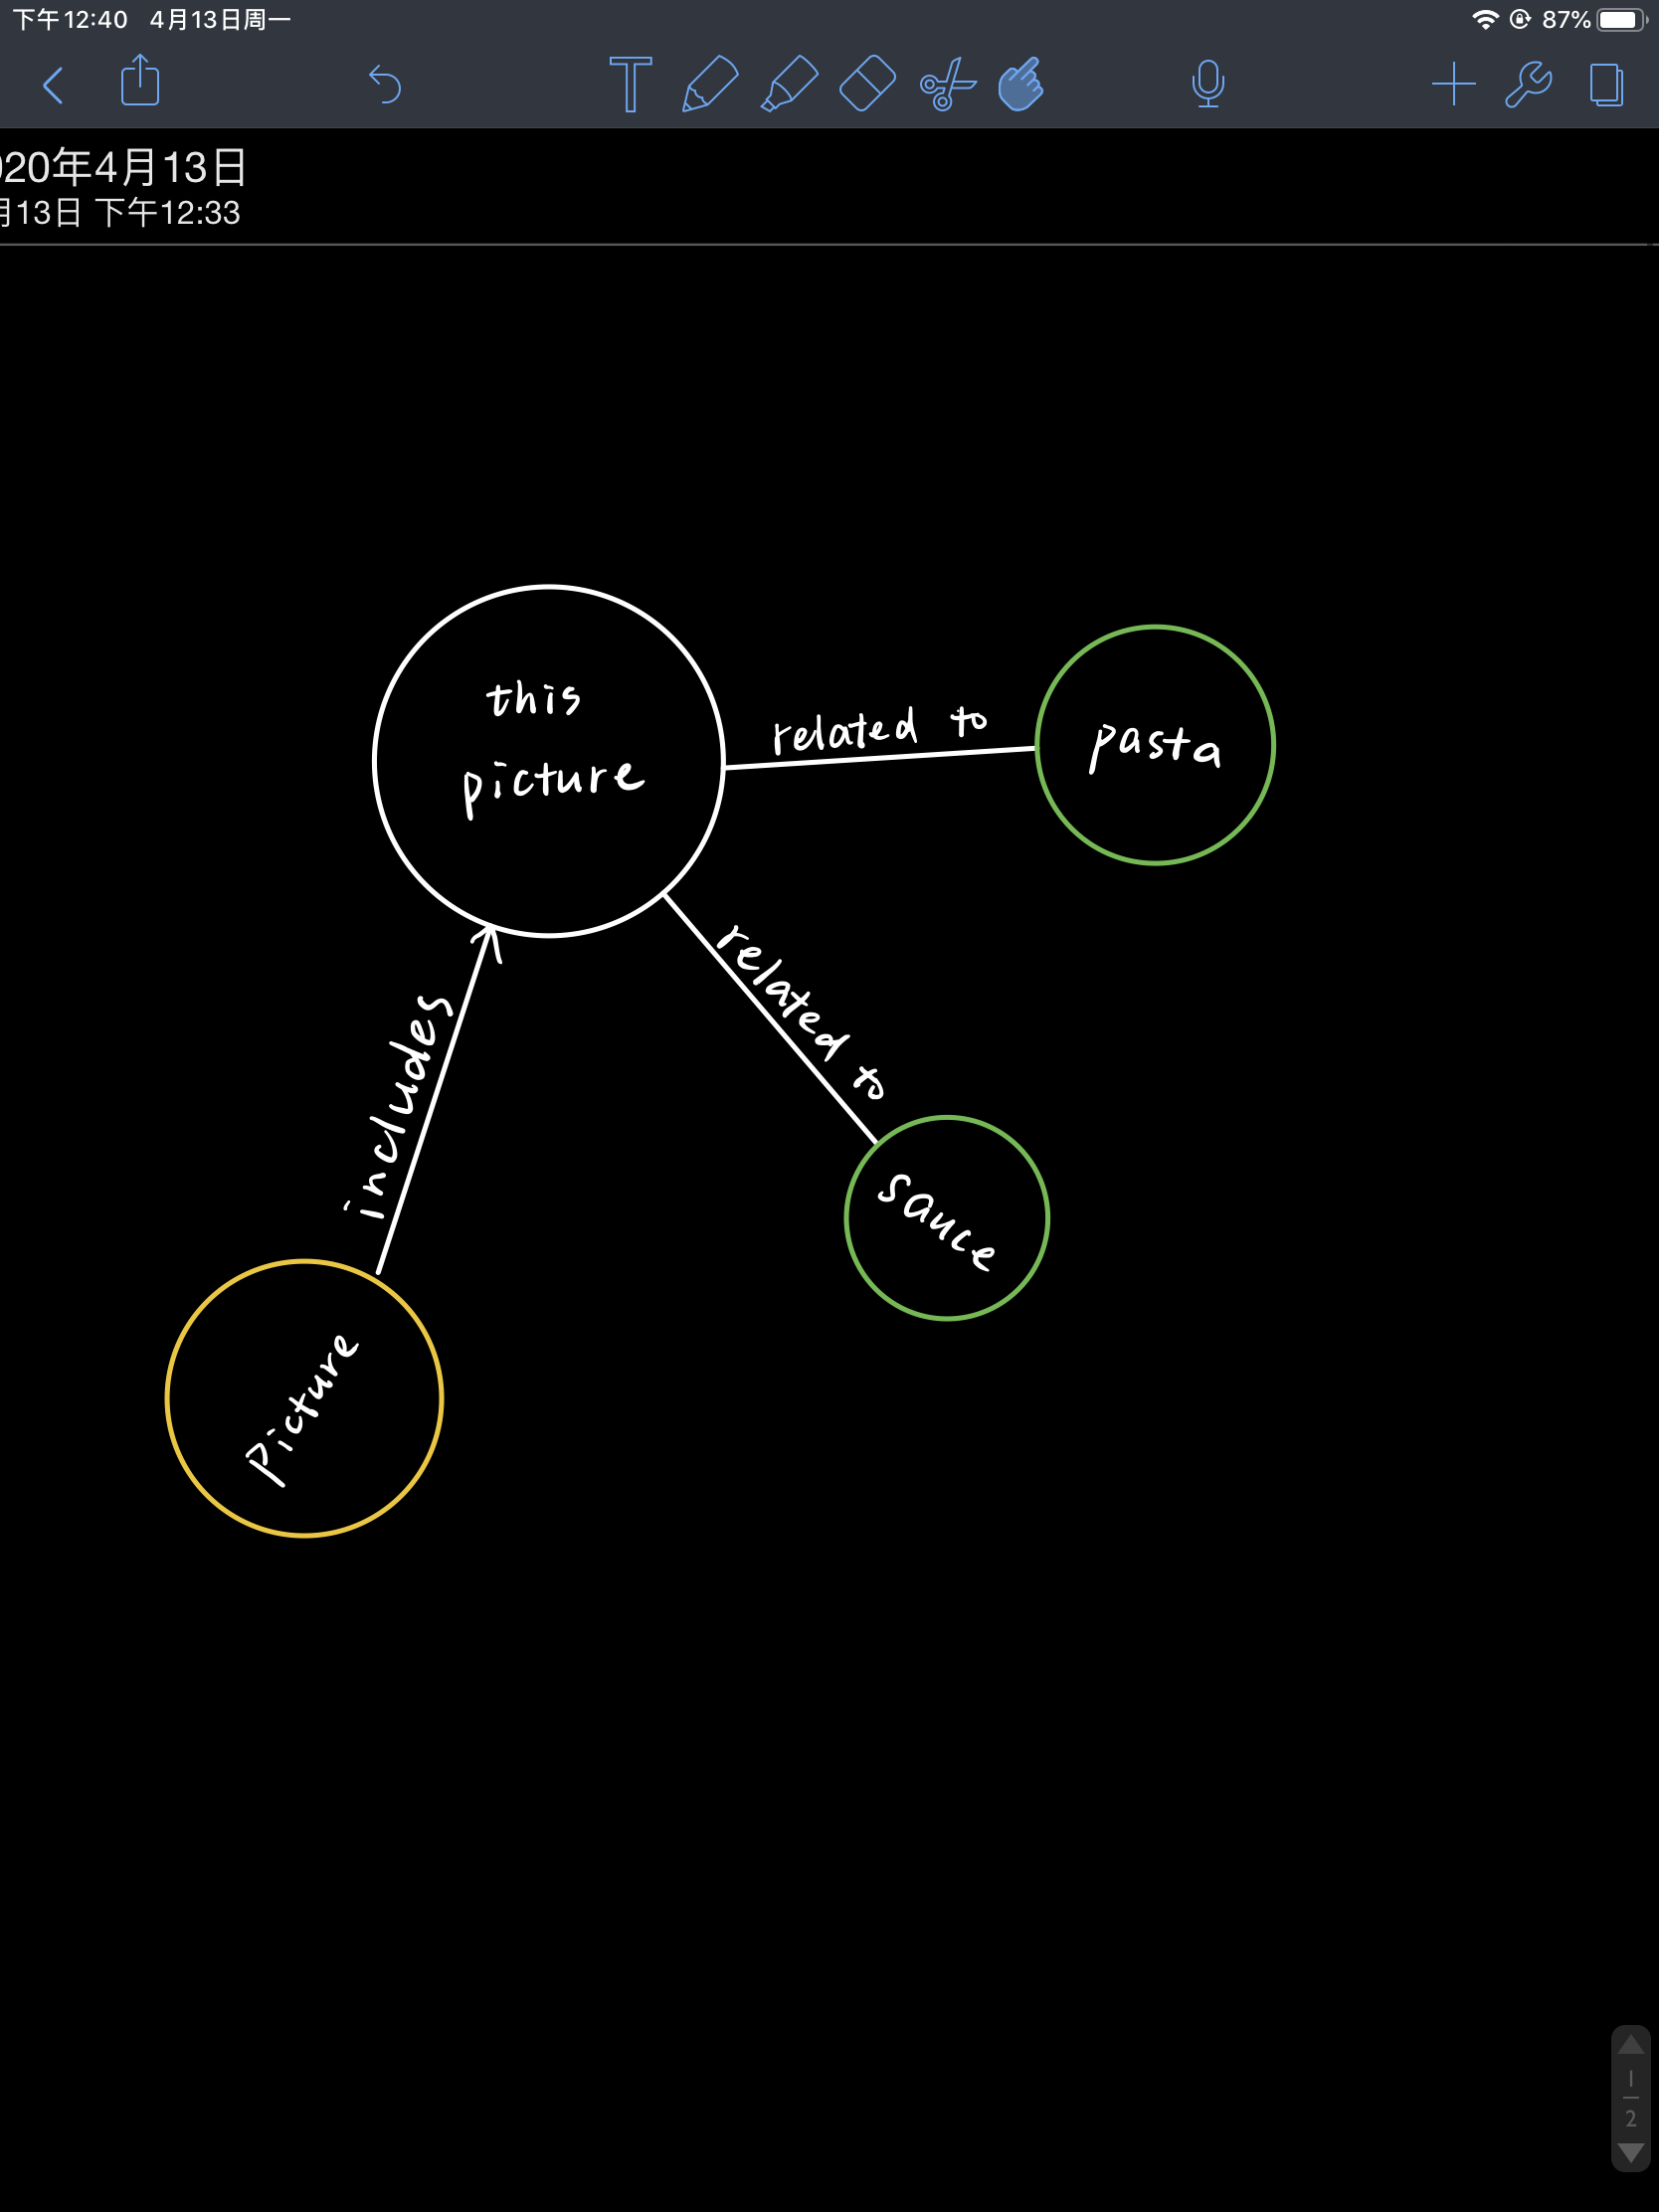 下午12:40 4月13日周一
87%
T
020年4月13日
月13日 下午12:33
this
picture
related to
pasta
related to
includes
sauce
picture
1
2